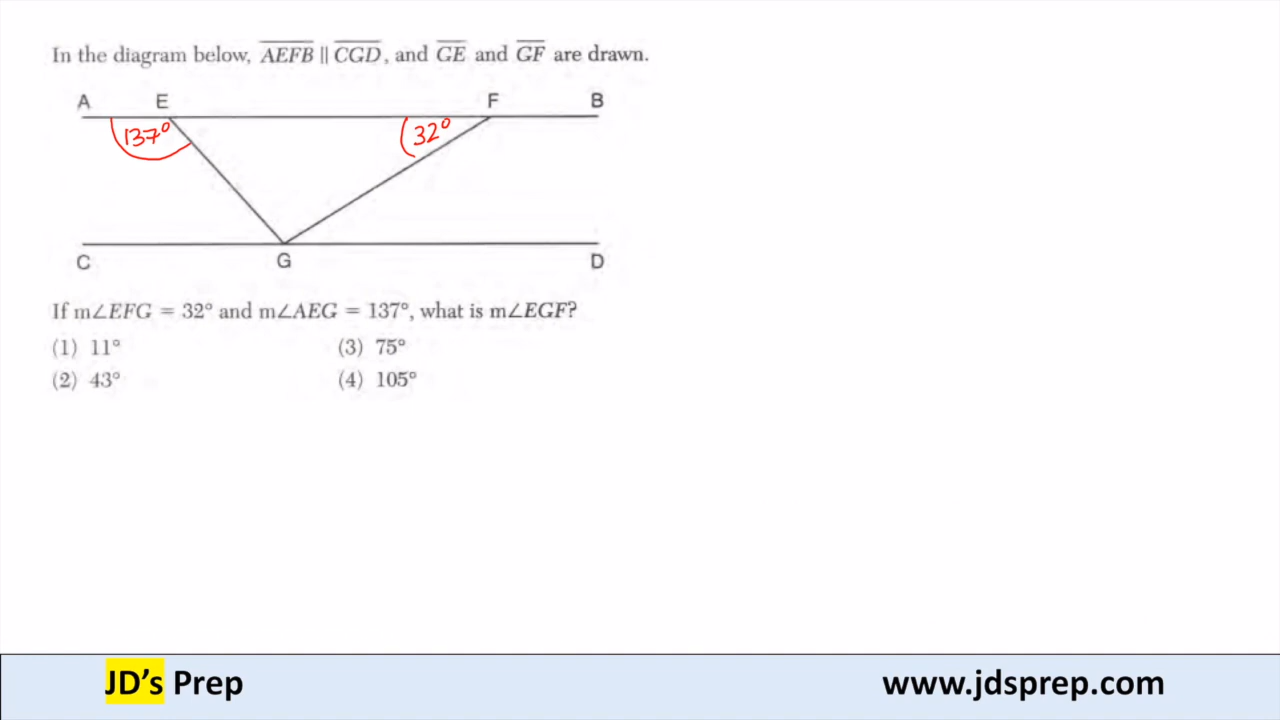 In the diagram below, AEFB || CGD, and GE and GF are drawn.
A E F B
137° 32°
C G D
If m∠EFG = 32° and m∠AEG = 137°, what is m∠EGF?
(1) 11° (3) 75°
(2) 43° (4) 105°
JD's Prep www.jdsprep.com